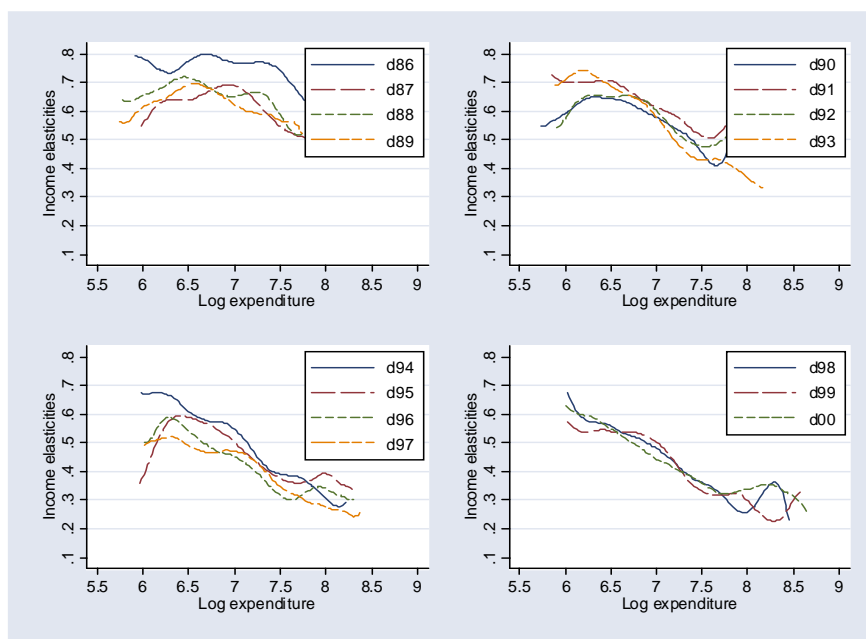 Income elasticities
.8
.7
.6
.5
.4
.3
.2
.1
5.5 6 6.5 7 7.5 8 8.5 9
Log expenditure
d86
d87
d88
d89
Income elasticities
.8
.7
.6
.5
.4
.3
.2
.1
5.5 6 6.5 7 7.5 8 8.5 9
Log expenditure
d90
d91
d92
d93
Income elasticities
.8
.7
.6
.5
.4
.3
.2
.1
5.5 6 6.5 7 7.5 8 8.5 9
Log expenditure
d94
d95
d96
d97
Income elasticities
.8
.7
.6
.5
.4
.3
.2
.1
5.5 6 6.5 7 7.5 8 8.5 9
Log expenditure
d98
d99
d00